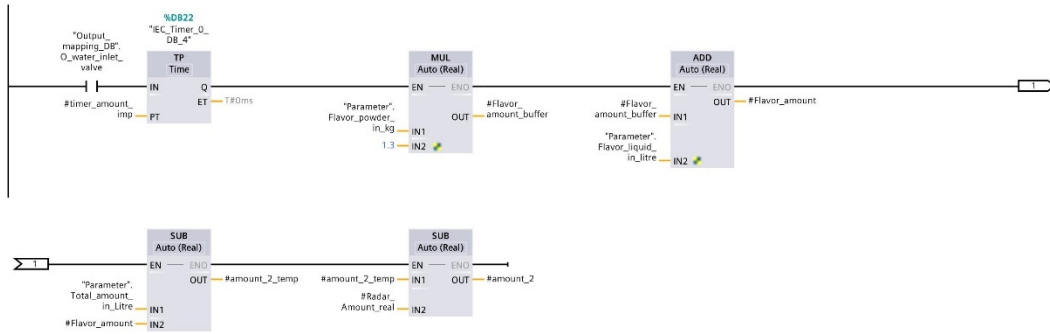 %DB22
"Output_
mapping_DB".
O_water_inlet_
valve
"IEC_Timer_0_
DB_4"
TP
Time
IN
Q
#timer_amount_
imp
PT
ET
T#0ms
MUL
Auto (Real)
EN
ENO
"Parameter".
Flavor_powder_
in_kg
IN1
1.3
IN2
OUT
#Flavor_
amount_buffer
ADD
Auto (Real)
EN
ENO
#Flavor_
amount_buffer
IN1
"Parameter".
Flavor_liquid_
in_litre
IN2
OUT
#Flavor_amount
1
1
SUB
Auto (Real)
EN
ENO
"Parameter".
Total_amount_
in_Litre
IN1
#Flavor_amount
IN2
OUT
#amount_2_temp
SUB
Auto (Real)
EN
ENO
#amount_2_temp
IN1
#Radar_
Amount_real
IN2
OUT
#amount_2